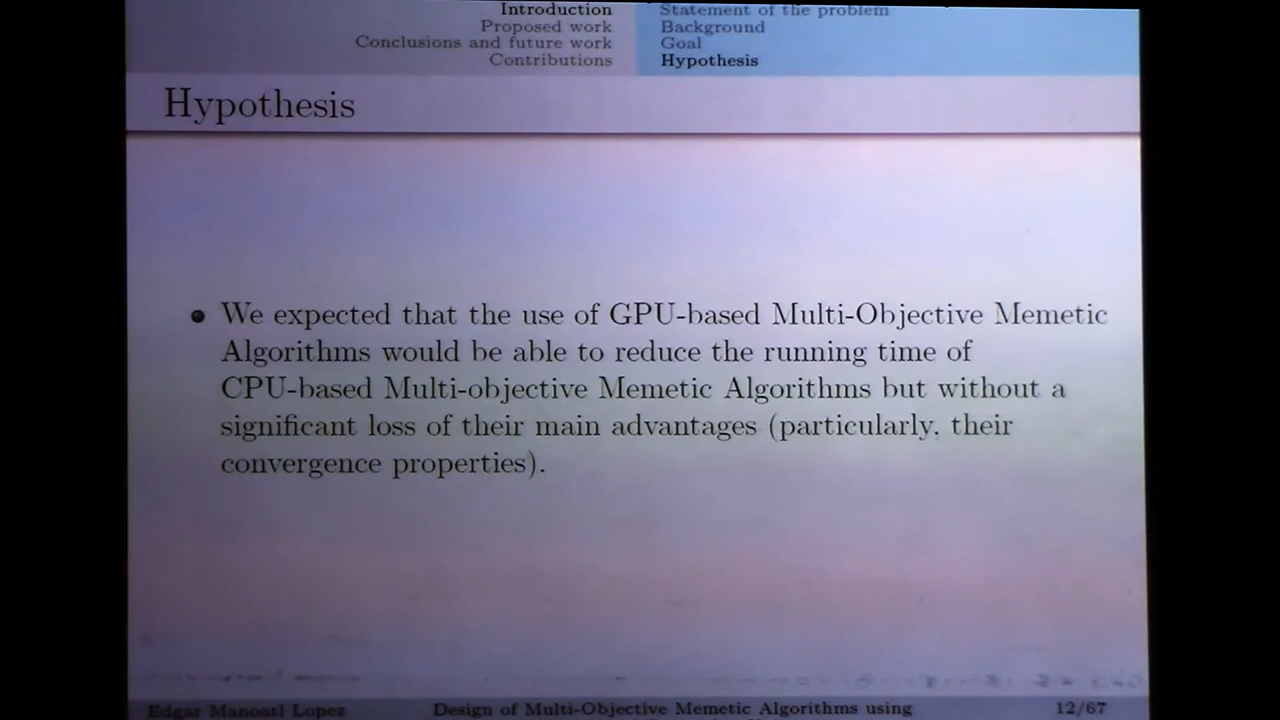 Introduction
Proposed work
Conclusions and future work
Contributions
Statement of the problem
Background
Goal
Hypothesis
Hypothesis
We expected that the use of GPU-based Multi-Objective Memetic
Algorithms would be able to reduce the running time of
CPU-based Multi-objective Memetic Algorithms but without a
significant loss of their main advantages (particularly, their
convergence properties).
Edgar Manoatl Lopez
Design of Multi-Objective Memetic Algorithms using
12/67